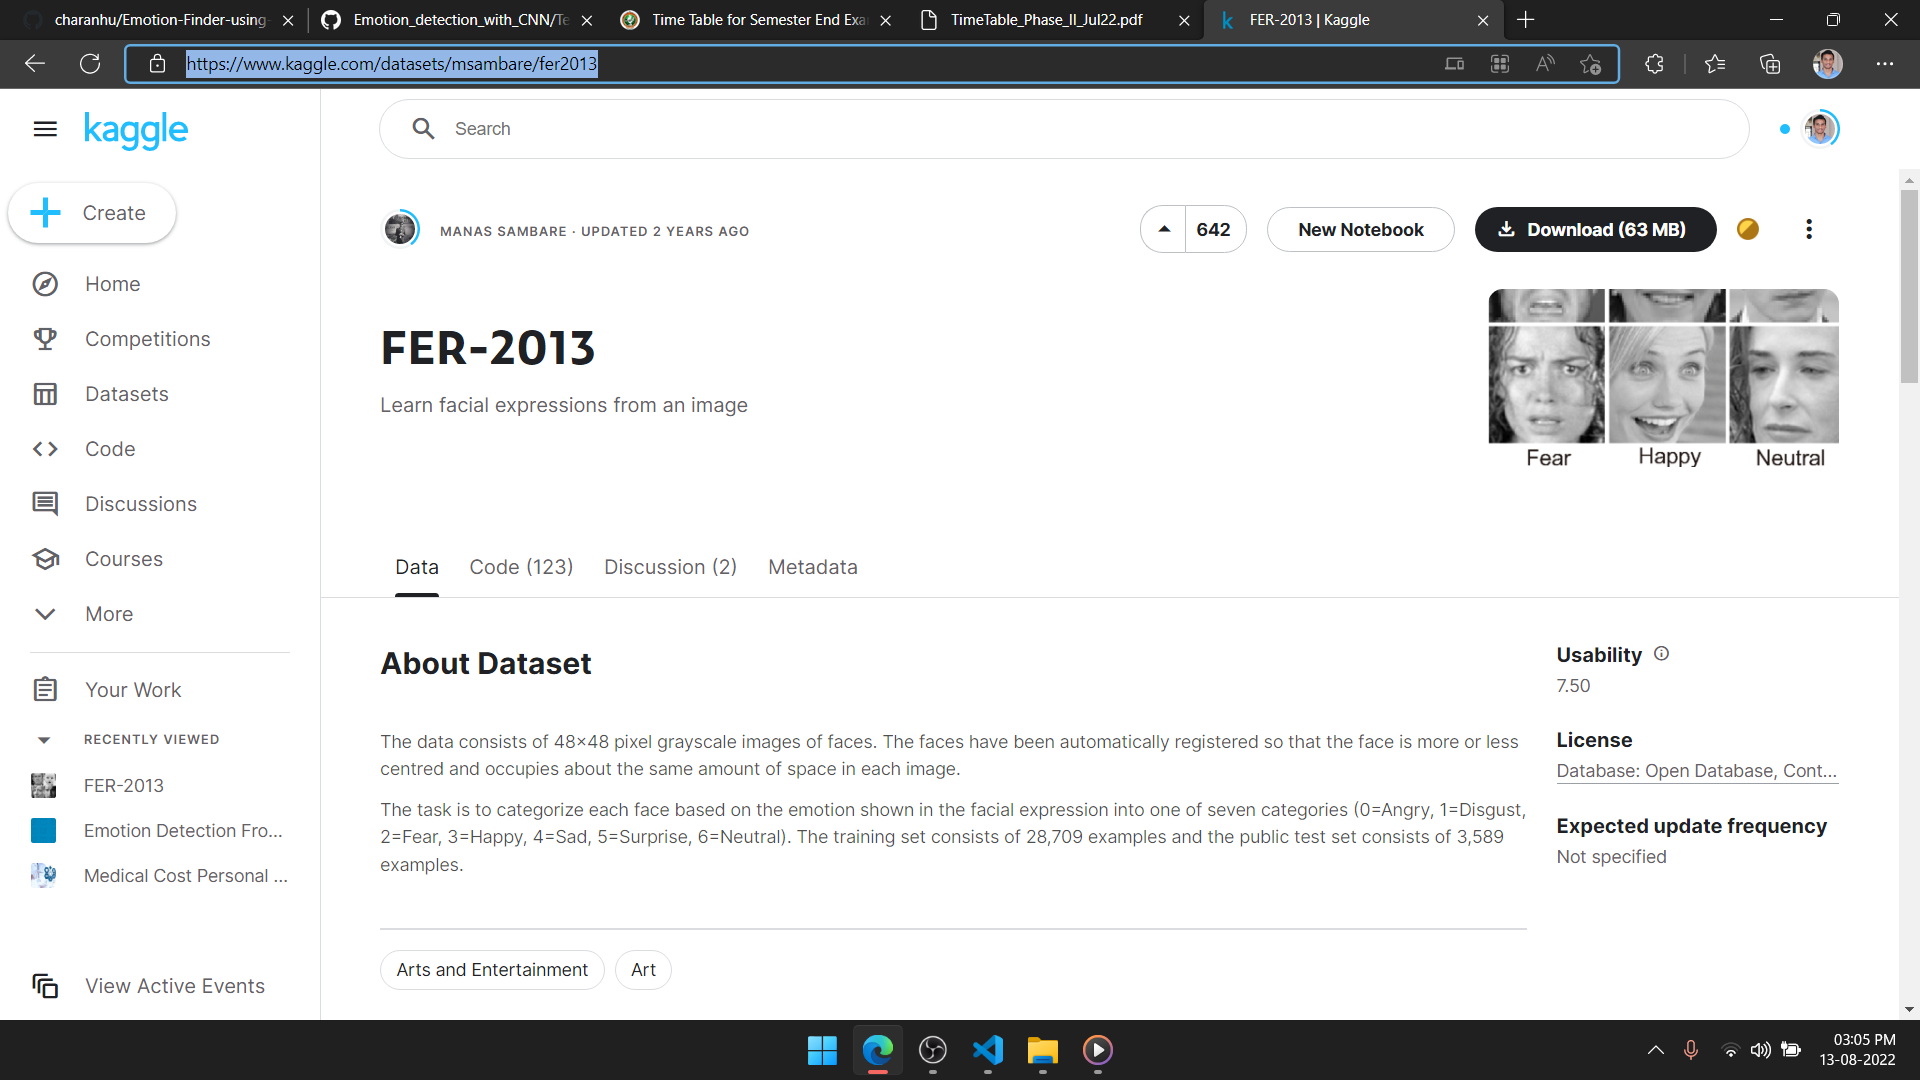 charanhu/Emotion-Finder-using-
Emotion_detection_with_CNN/Te
Time Table for Semester End Exa
TimeTable_Phase_II_Jul22.pdf
FER-2013 | Kaggle
https://www.kaggle.com/datasets/msambare/fer2013
kaggle
Search
Create
MANAS SAMBARE · UPDATED 2 YEARS AGO
642
New Notebook
Download (63 MB)
Home
Competitions
Datasets
Code
Discussions
Courses
More
Your Work
RECENTLY VIEWED
FER-2013
Emotion Detection Fro...
Medical Cost Personal ...
View Active Events
FER-2013
Learn facial expressions from an image
Fear Happy Neutral
Data Code (123) Discussion (2) Metadata
About Dataset
The data consists of 48×48 pixel grayscale images of faces. The faces have been automatically registered so that the face is more or less
centred and occupies about the same amount of space in each image.
The task is to categorize each face based on the emotion shown in the facial expression into one of seven categories (0=Angry, 1=Disgust,
2=Fear, 3=Happy, 4=Sad, 5=Surprise, 6=Neutral). The training set consists of 28,709 examples and the public test set consists of 3,589
examples.
Arts and Entertainment
Art
Usability
7.50
License
Database: Open Database, Cont...
Expected update frequency
Not specified
03:05 PM
13-08-2022